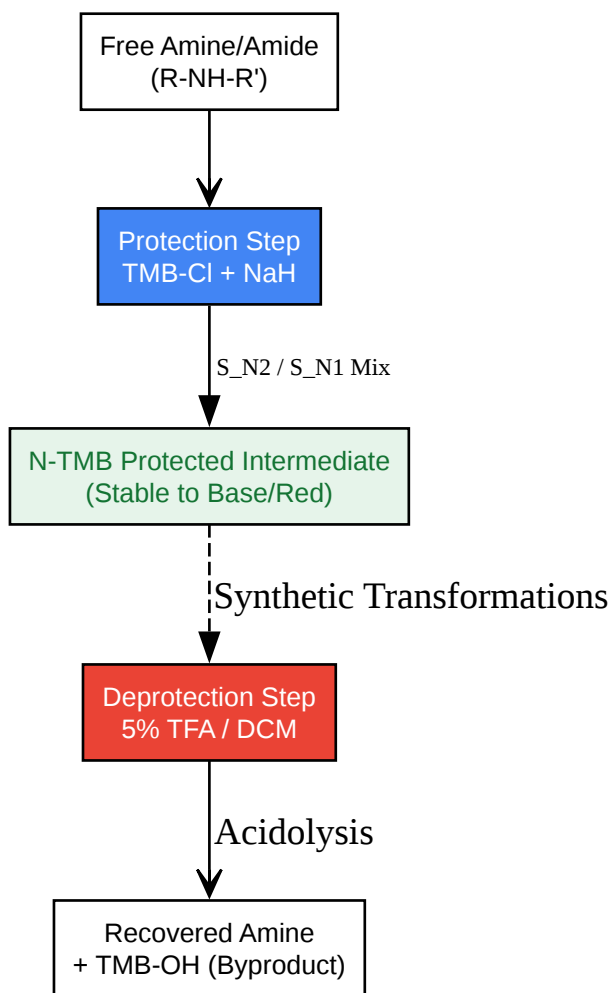 Free Amine/Amide
(R-NH-R')
Protection Step
TMB-Cl + NaH
S_N2 / S_N1 Mix
N-TMB Protected Intermediate
(Stable to Base/Red)
Synthetic Transformations
Deprotection Step
5% TFA / DCM
Acidolysis
Recovered Amine
+ TMB-OH (Byproduct)